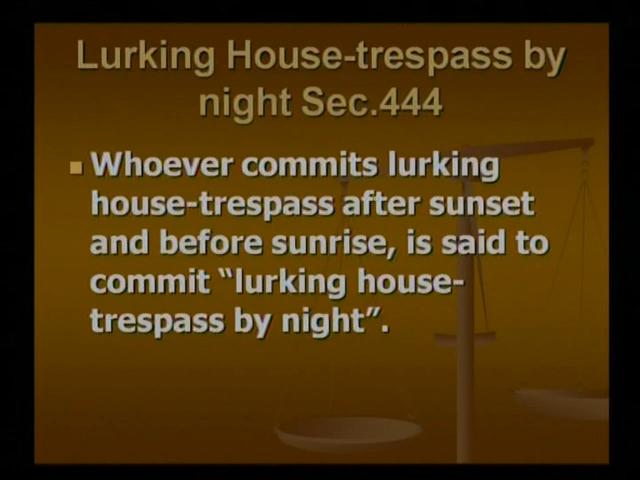 Lurking House-trespass by
night Sec.444
Whoever commits lurking
house-trespass after sunset
and before sunrise, is said to
commit “lurking house-
trespass by night”.